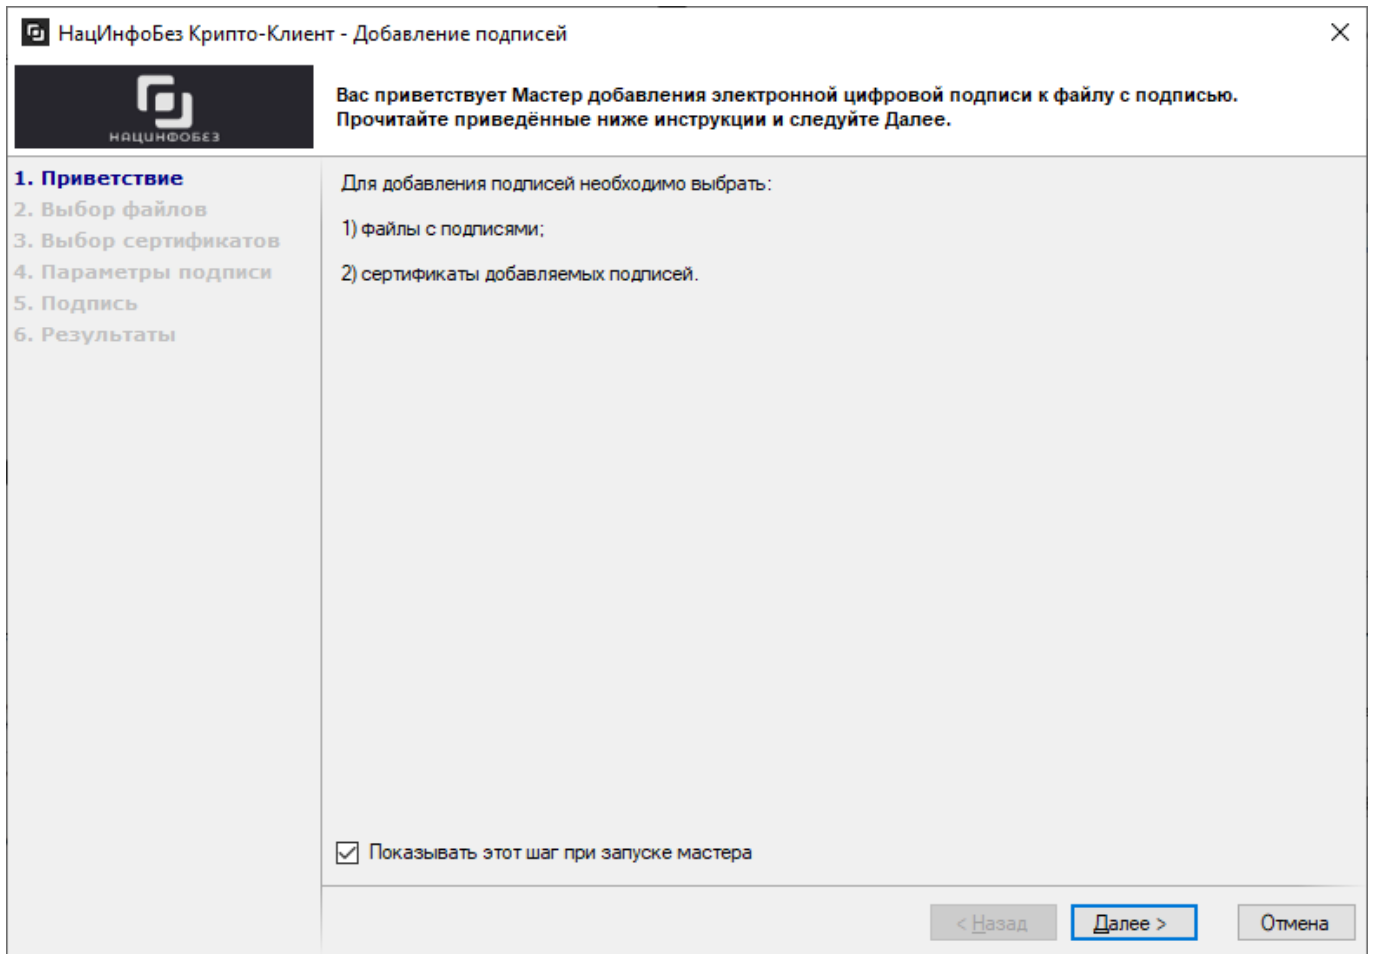 НацИнфоБез Крипто-Клиент - Добавление подписей
НАЦИНФОБЕЗ
Вас приветствует Мастер добавления электронной цифровой подписи к файлу с подписью.
Прочитайте приведённые ниже инструкции и следуйте Далее.
1. Приветствие
2. Выбор файлов
3. Выбор сертификатов
4. Параметры подписи
5. Подпись
6. Результаты
Для добавления подписей необходимо выбрать:
1) файлы с подписями;
2) сертификаты добавляемых подписей.
Показывать этот шаг при запуске мастера
< Назад
Далее >
Отмена